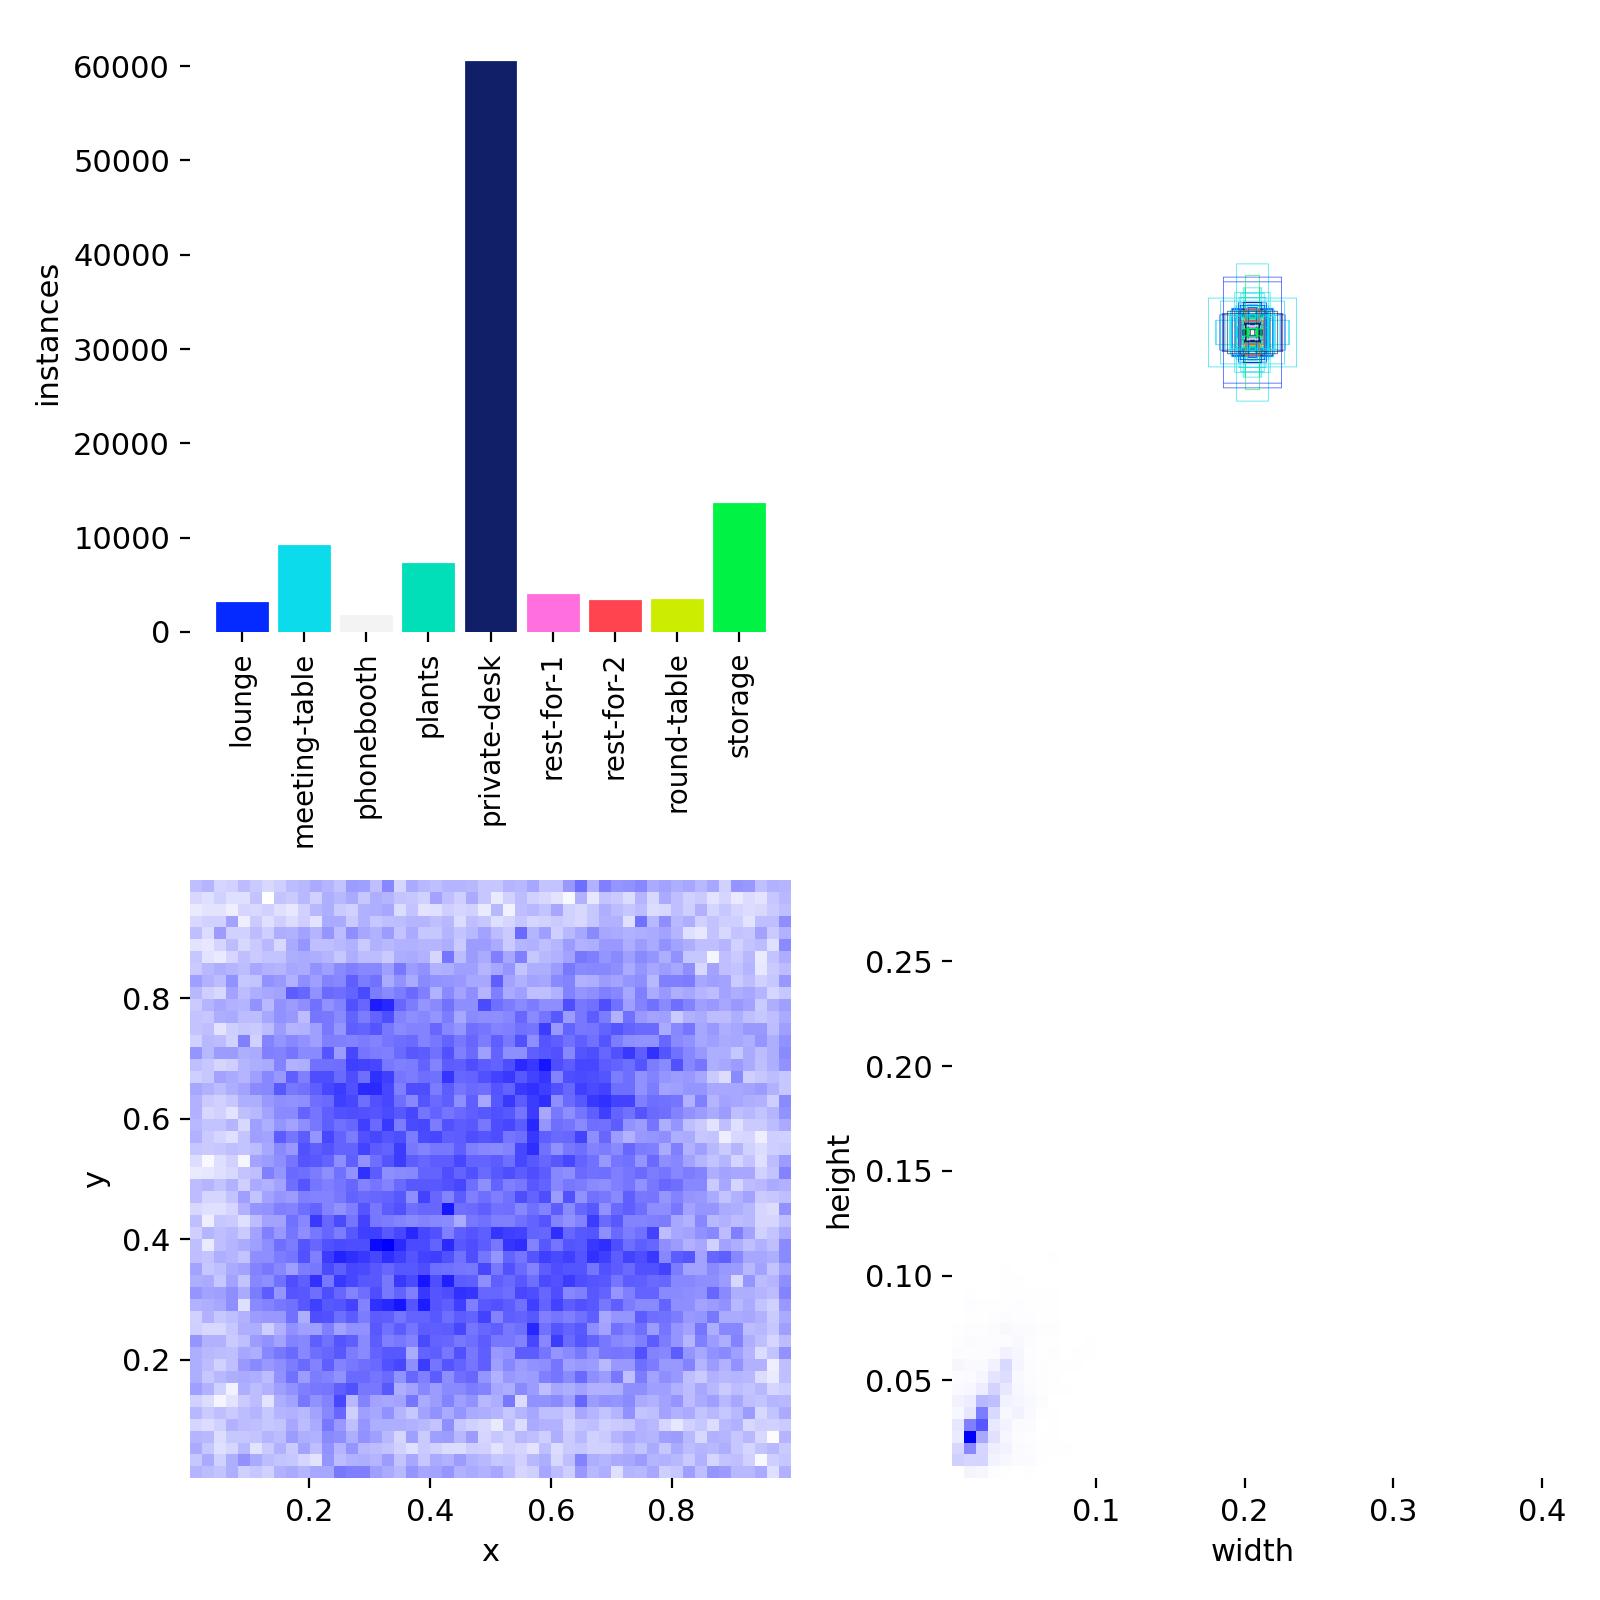 60000
50000
40000
30000
20000
10000
0
instances
lounge
meeting-table
phonebooth
plants
private-desk
rest-for-1
rest-for-2
round-table
storage
0.8
0.6
0.4
0.2
y
0.2 0.4 0.6 0.8
x
0.25
0.20
0.15
0.10
0.05
height
0.1 0.2 0.3 0.4
width